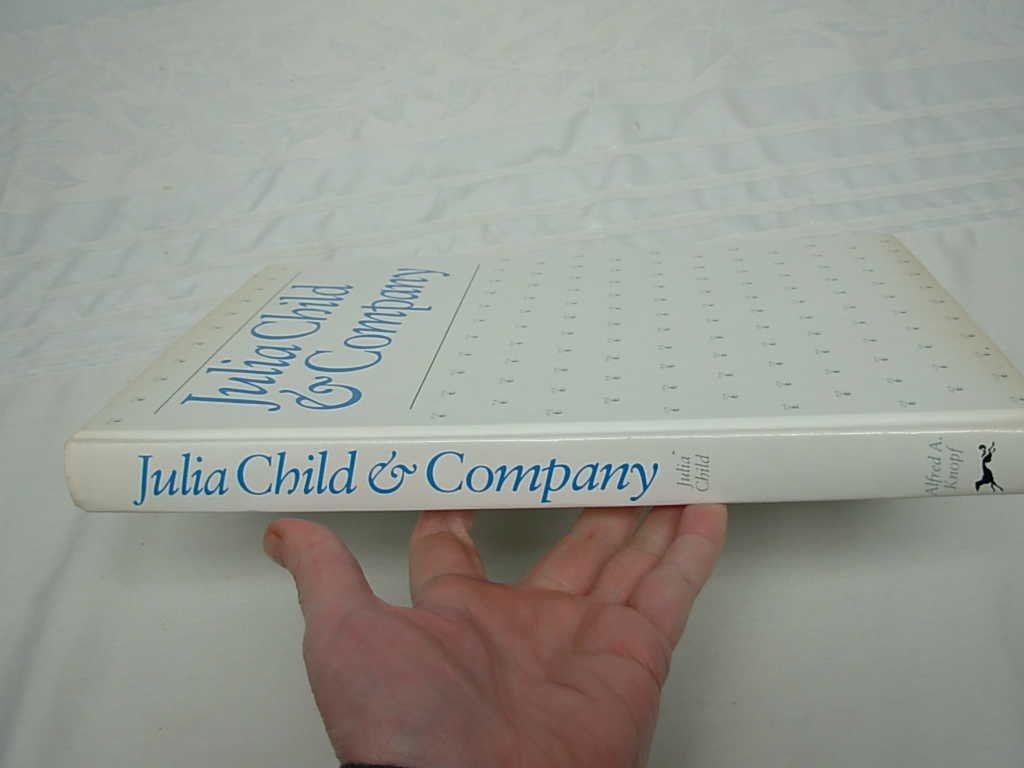 Julia Child
& Company
Julia Child & Company
Julia
Child
Alfred A.
Knopf